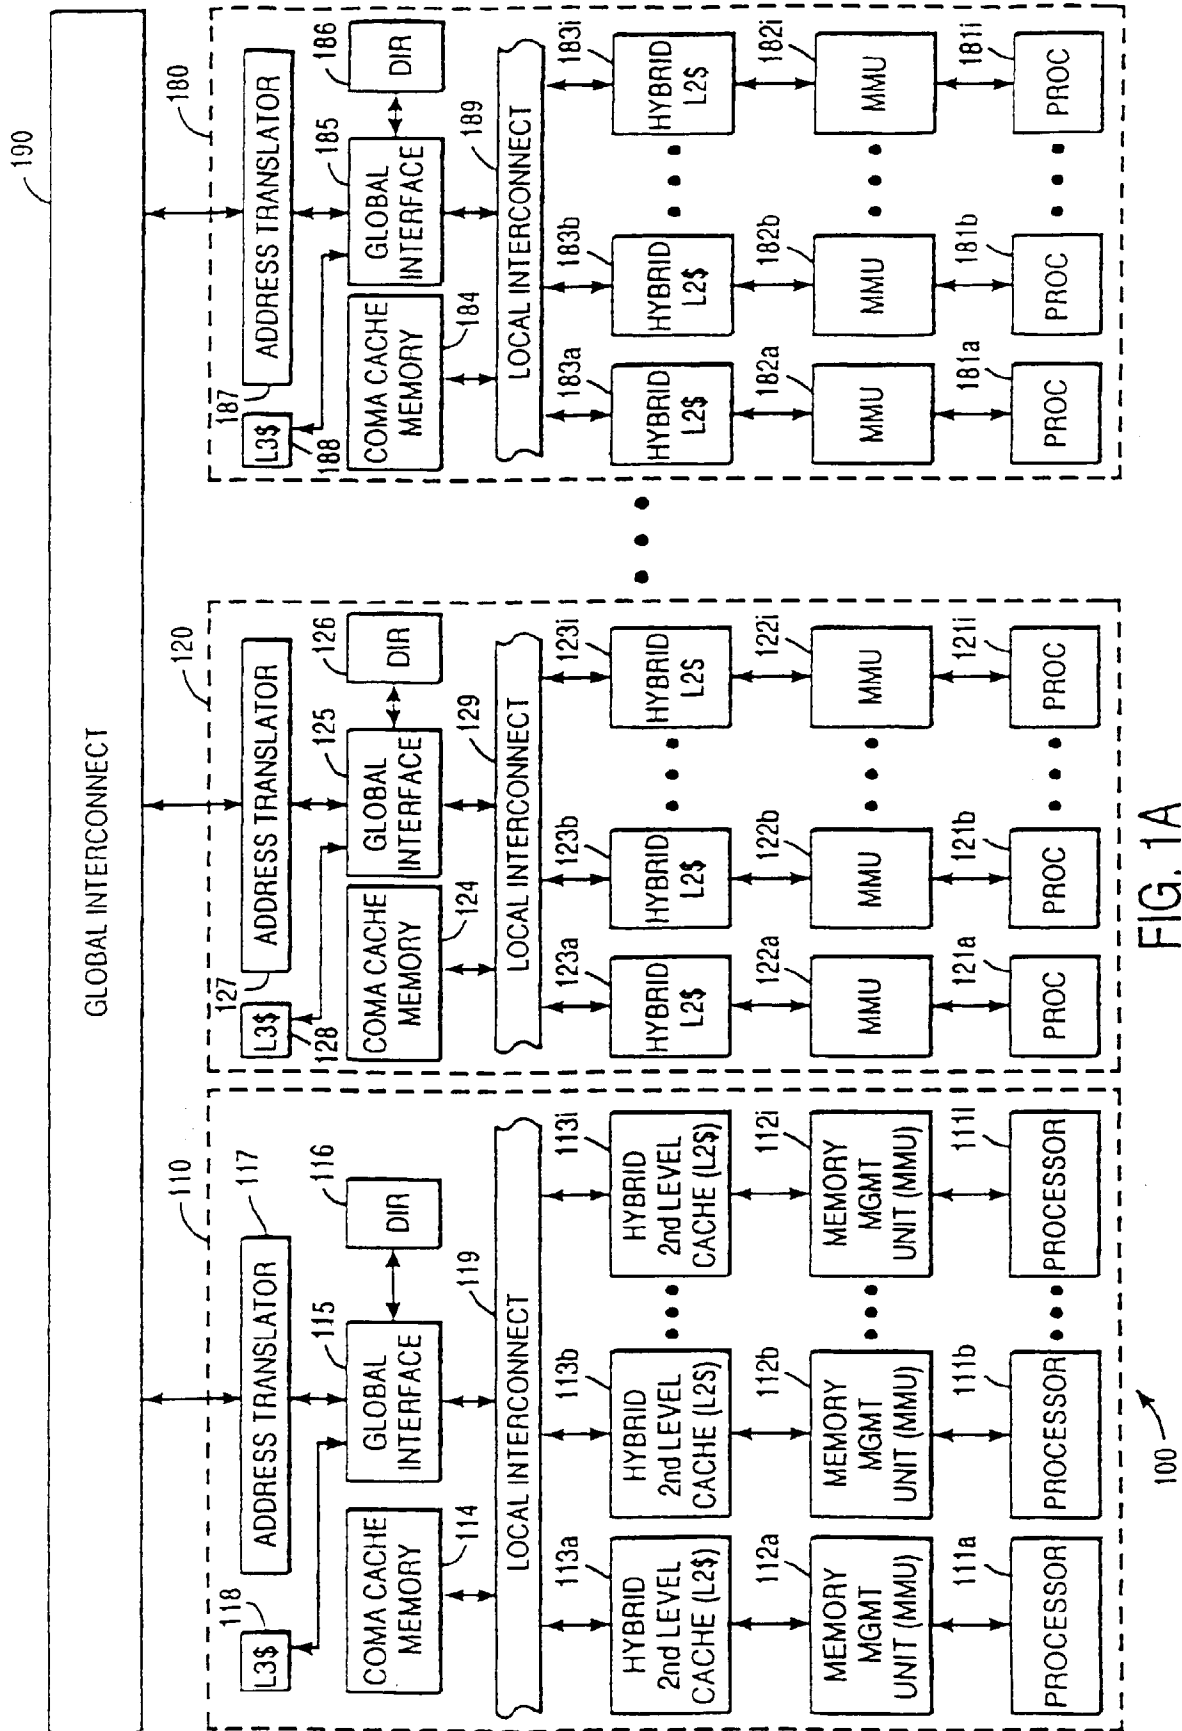 GLOBAL INTERCONNECT
190
110
L3$
118
ADDRESS TRANSLATOR
117
COMA CACHE
MEMORY
114
GLOBAL
INTERFACE
115
DIR
116
LOCAL INTERCONNECT
119
HYBRID
2nd LEVEL
CACHE (L2$)
113a
HYBRID
2nd LEVEL
CACHE (L2S)
113b
HYBRID
2nd LEVEL
CACHE (L2$)
113i
MEMORY
MGMT
UNIT (MMU)
112a
MEMORY
MGMT
UNIT (MMU)
112b
MEMORY
MGMT
UNIT (MMU)
112i
PROCESSOR
111a
PROCESSOR
111b
PROCESSOR
111i
120
L3$
128
ADDRESS TRANSLATOR
127
COMA CACHE
MEMORY
124
GLOBAL
INTERFACE
125
DIR
126
LOCAL INTERCONNECT
129
HYBRID
L2$
123a
HYBRID
L2$
123b
HYBRID
L2S
123i
MMU
122a
MMU
122b
MMU
122i
PROC
121a
PROC
121b
PROC
121i
180
L3$
188
ADDRESS TRANSLATOR
187
COMA CACHE
MEMORY
184
GLOBAL
INTERFACE
185
DIR
186
LOCAL INTERCONNECT
189
HYBRID
L2$
183a
HYBRID
L2$
183b
HYBRID
L2$
183i
MMU
182a
MMU
182b
MMU
182i
PROC
181a
PROC
181b
PROC
181i
100
FIG. 1A